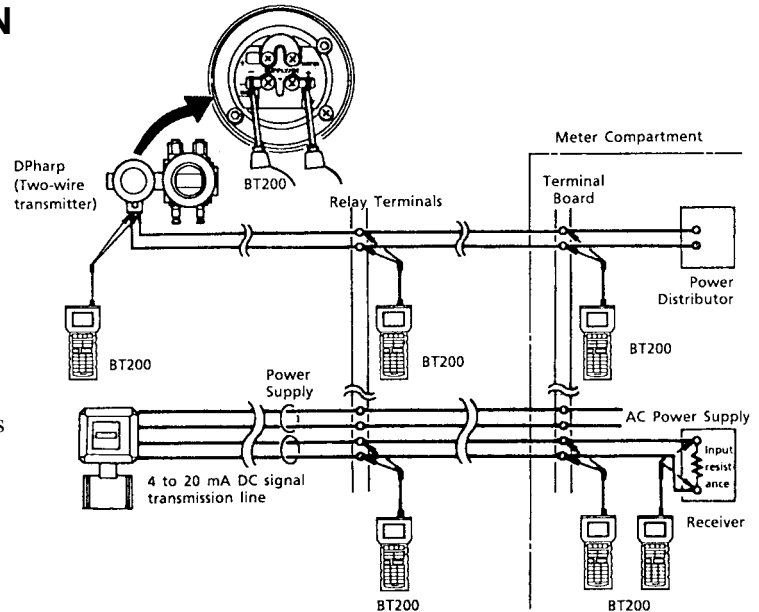 N
BT200
Meter Compartment
DPharp
(Two-wire
transmitter)
Relay Terminals
Terminal
Board
Power
Distributor
BT200
BT200
BT200
Power
Supply
s
AC Power Supply
Input
resist
ance
4 to 20 mA DC signal
transmission line
Receiver
BT200
BT200